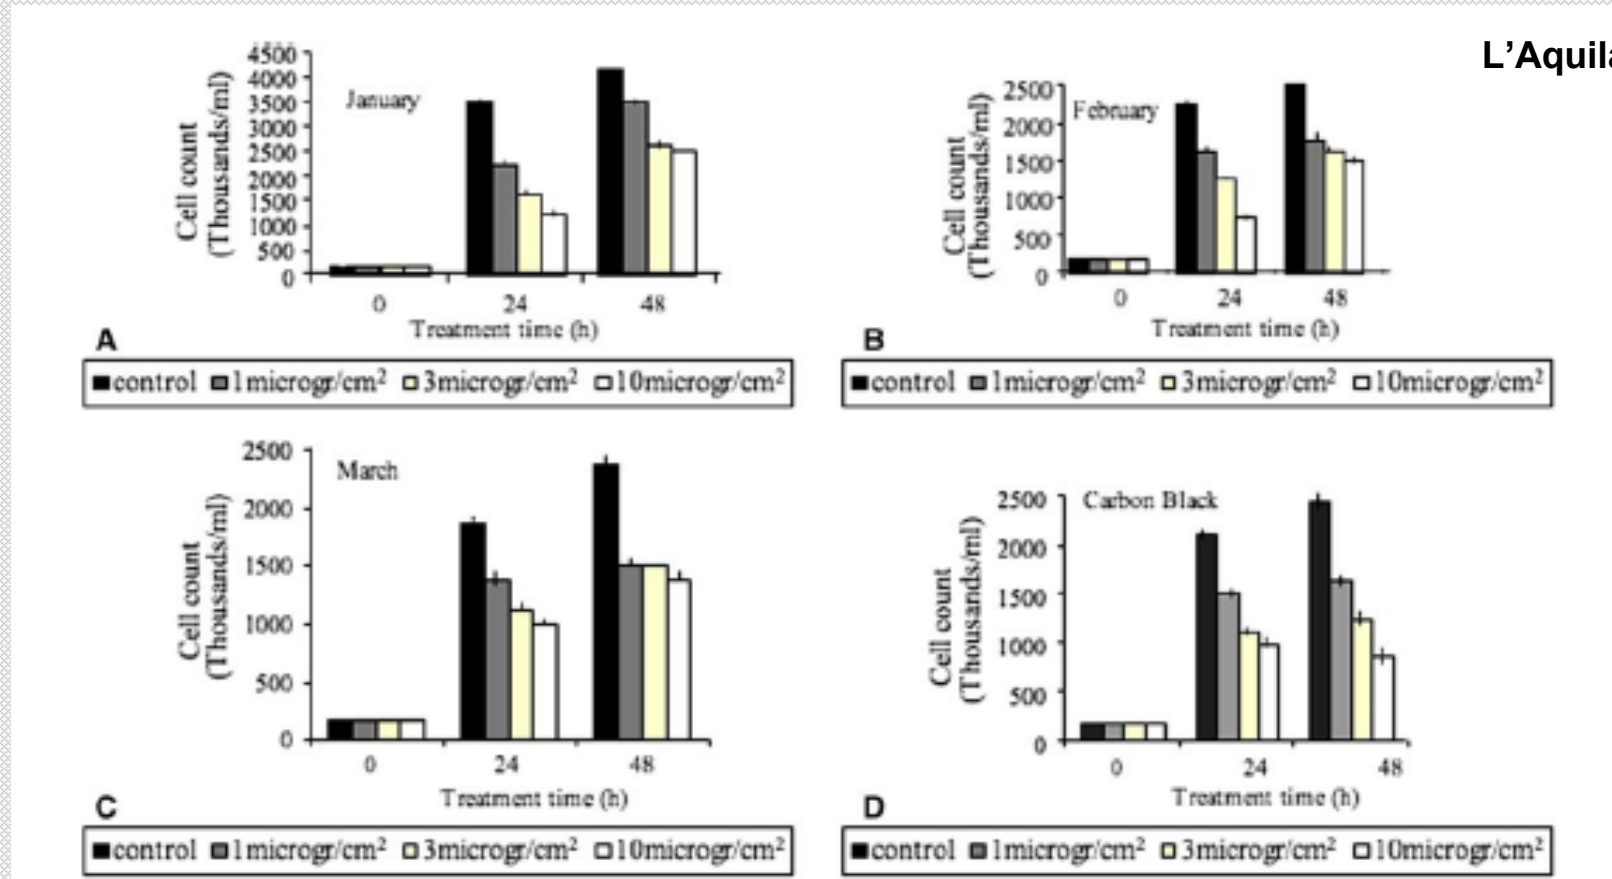 L'Aquila
4500
4000
3500
3000
2500
2000
1500
1000
500
0
Cell count
(Thousands/ml)
January
0 24 48
Treatment time (h)
A
control 1microgr/cm² 3microgr/cm² 10microgr/cm²
2500
2000
1500
1000
500
0
Cell count
(Thousands/ml)
February
0 24 48
Treatment time (h)
B
control 1microgr/cm² 3microgr/cm² 10microgr/cm²
2500
2000
1500
1000
500
0
Cell count
(Thousands/ml)
March
0 24 48
Treatment time (h)
C
control 1microgr/cm² 3microgr/cm² 10microgr/cm²
2500
2000
1500
1000
500
0
Cell count
(Thousands/ml)
Carbon Black
0 24 48
Treatment time (h)
D
control 1microgr/cm² 3microgr/cm² 10microgr/cm²